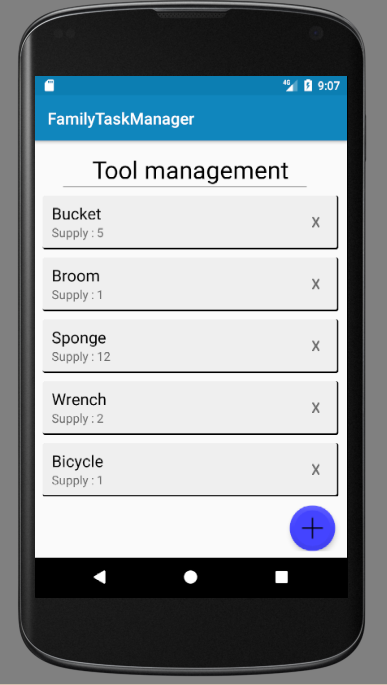 4G 9:07
FamilyTaskManager
Tool management
Bucket
Supply : 5
X
Broom
Supply : 1
X
Sponge
Supply : 12
X
Wrench
Supply : 2
X
Bicycle
Supply : 1
X